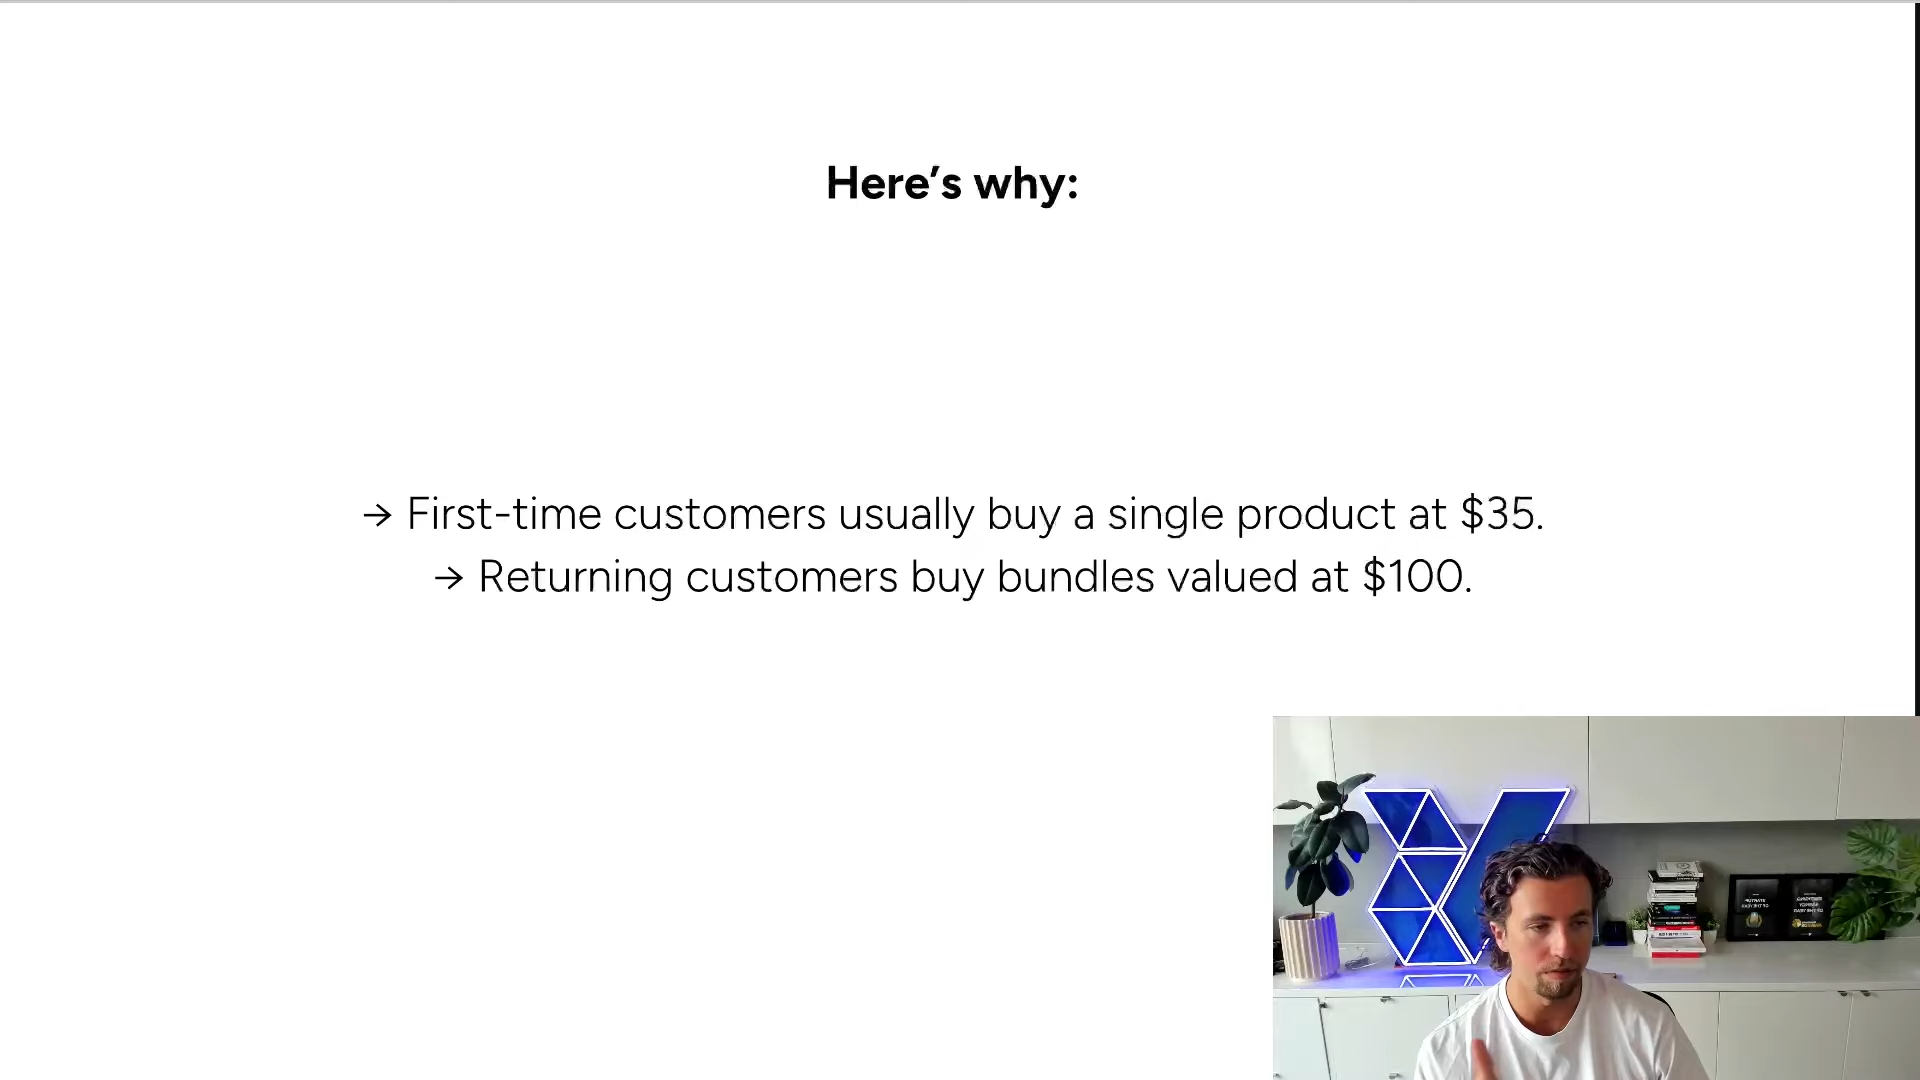 Here’s why:
→ First-time customers usually buy a single product at $35.
→ Returning customers buy bundles valued at $100.